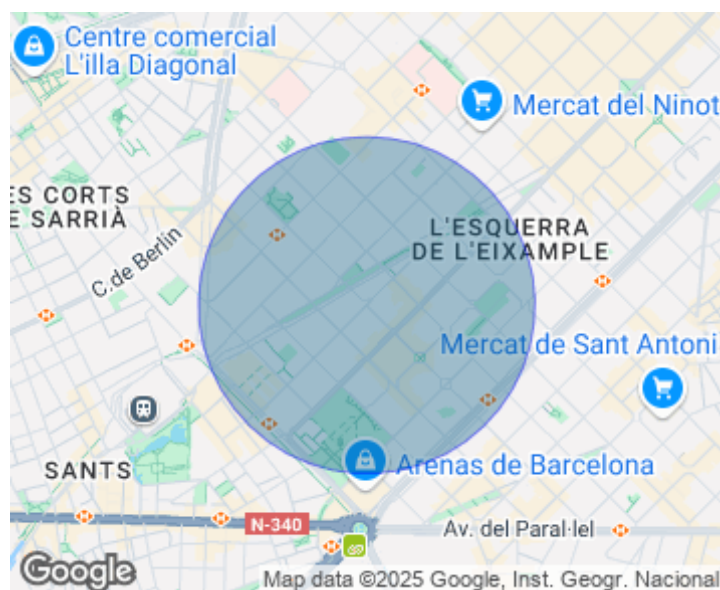 Centre comercial
L'illa Diagonal
Mercat del Ninot
ES CORTS
E SARRIÀ
L'ESQUERRA
DE L'EIXAMPLE
C. de Berlín
Mercat de Sant Antoni
SANTS
Arenas de Barcelona
N-340
Av. del Paral·lel
Google
Map data ©2025 Google, Inst. Geogr. Nacional